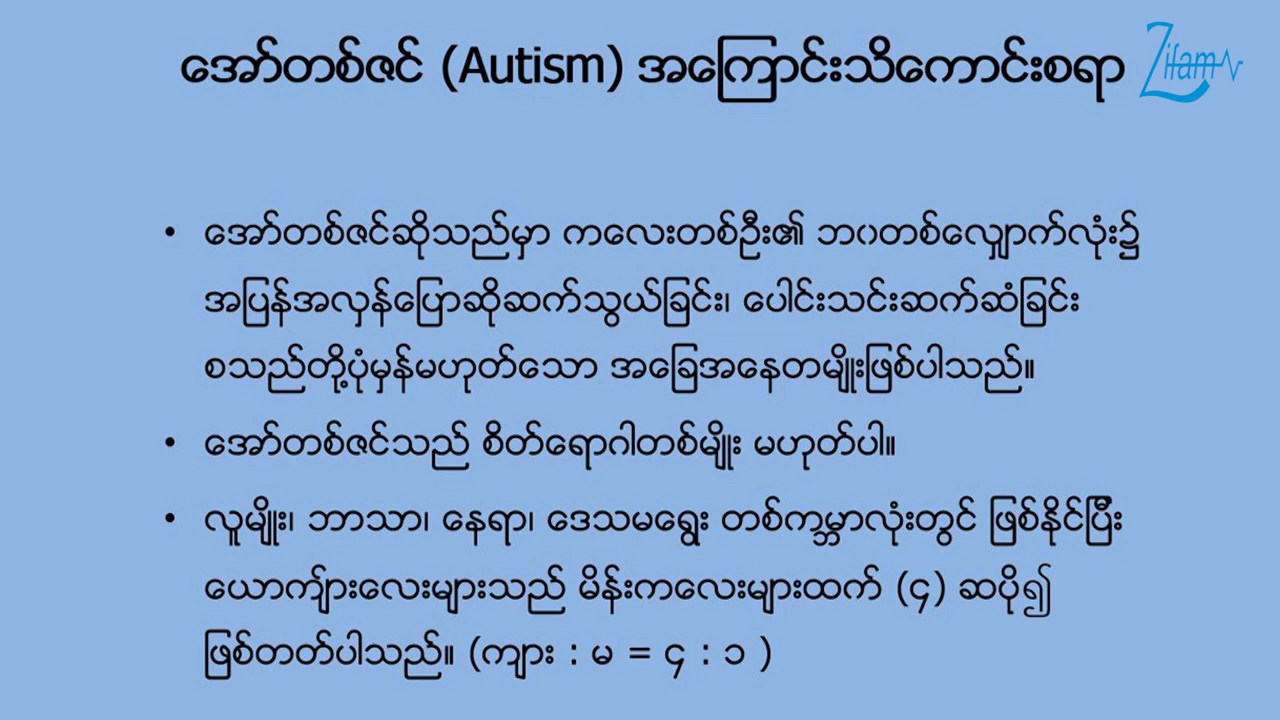 အော်တစ်ဇင် (Autism) အကြောင်းသိကောင်းစရာ
Zifam
• အော်တစ်ဇင်ဆိုသည်မှာ ကလေးတစ်ဦး၏ ဘဝတစ်လျှောက်လုံး၌
အပြန်အလှန်ပြောဆိုဆက်သွယ်ခြင်း၊ ပေါင်းသင်းဆက်ဆံခြင်း
စသည်တို့ပုံမှန်မဟုတ်သော အခြေအနေတမျိုးဖြစ်ပါသည်။
• အော်တစ်ဇင်သည် စိတ်ရောဂါတစ်မျိုး မဟုတ်ပါ။
• လူမျိုး၊ ဘာသာ၊ နေရာ၊ ဒေသမရွေး တစ်ကမ္ဘာလုံးတွင် ဖြစ်နိုင်ပြီး
ယောကျ်ားလေးများသည် မိန်းကလေးများထက် (၄) ဆပို၍
ဖြစ်တတ်ပါသည်။ (ကျား : မ = ၄ : ၁ )